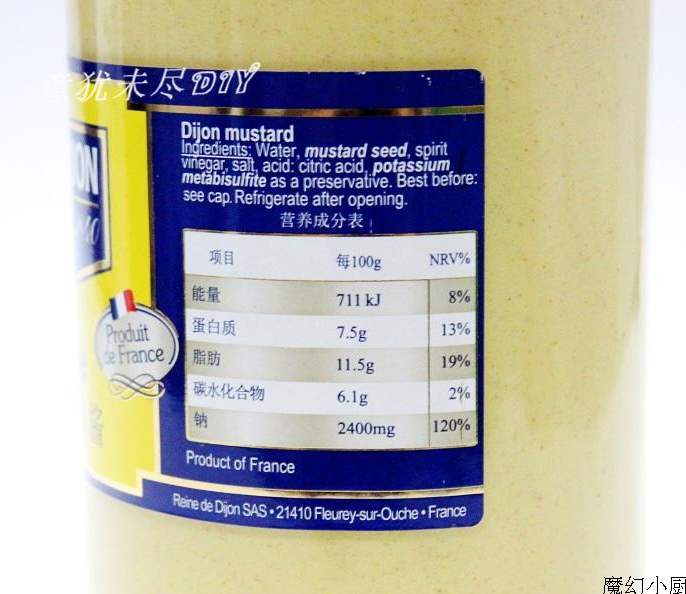 意犹未尽DIY
Dijon mustard
Ingredients: Water, mustard seed, spirit
vinegar, salt, acid: citric acid, potassium
metabisulfite as a preservative. Best before:
see cap. Refrigerate after opening.
营养成分表
项目 每100g NRV%
能量 711 kJ 8%
蛋白质 7.5g 13%
脂肪 11.5g 19%
碳水化合物 6.1g 2%
钠 2400mg 120%
Product of France
Reine de Dijon SAS • 21410 Fleurey-sur-Ouche • France
ON
Produit
de France
酱
魔幻小厨